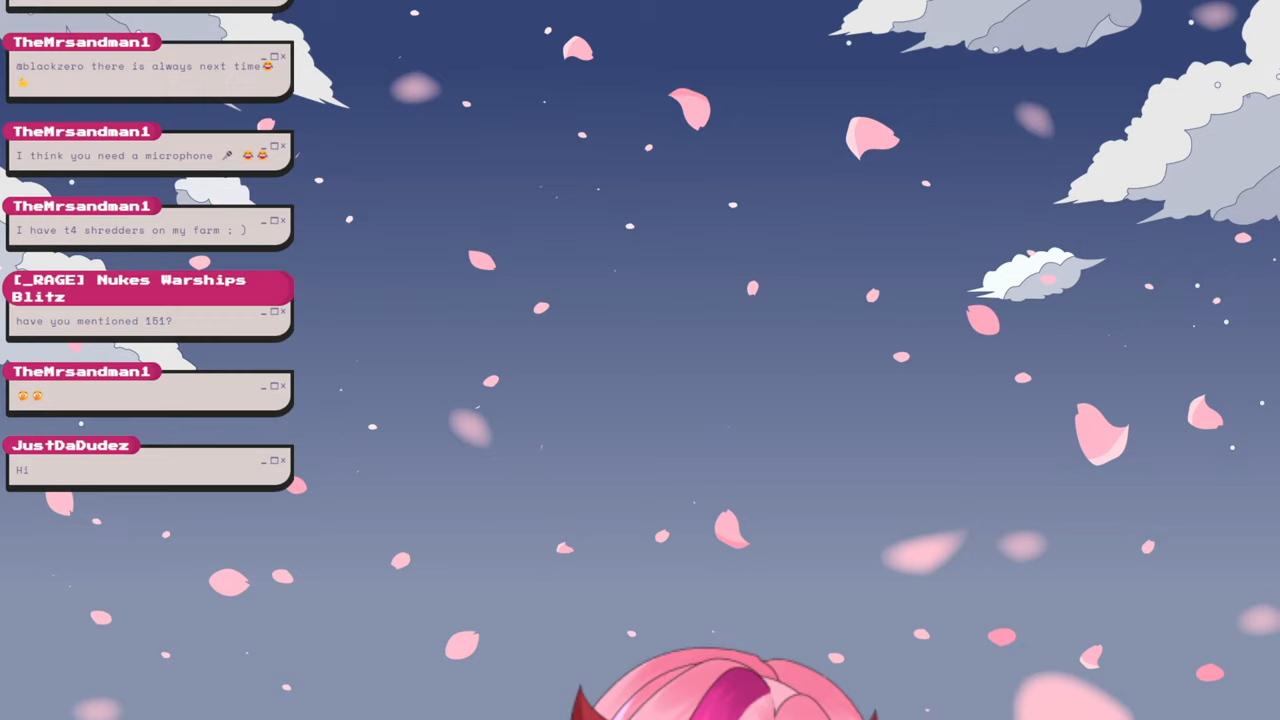 TheMrsandman1
@blackzero there is always next time😂
💪
TheMrsandman1
I think you need a microphone 🎤 😂😂
TheMrsandman1
I have t4 shredders on my farm ; )
[_RAGE] Nukes Warships
Blitz
have you mentioned 151?
TheMrsandman1
JustDaDudez
Hi